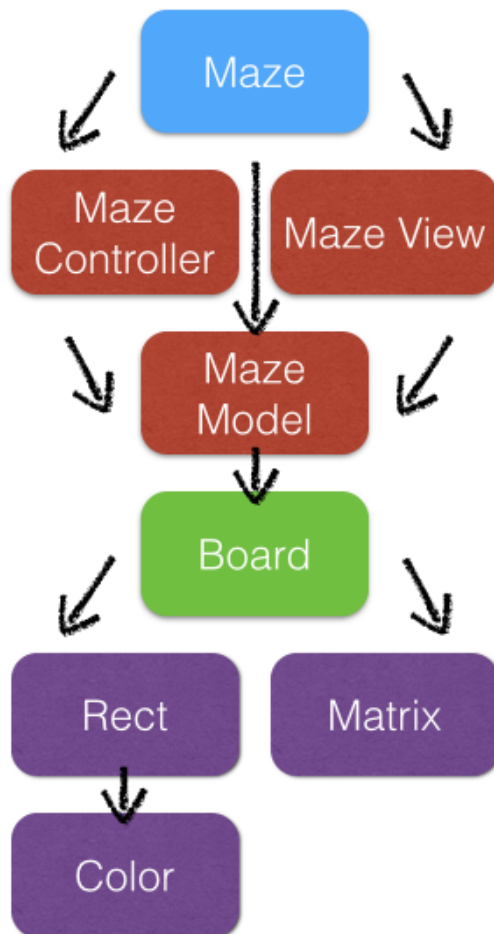 Maze
Maze
Controller
Maze View
Maze
Model
Board
Rect
Matrix
Color